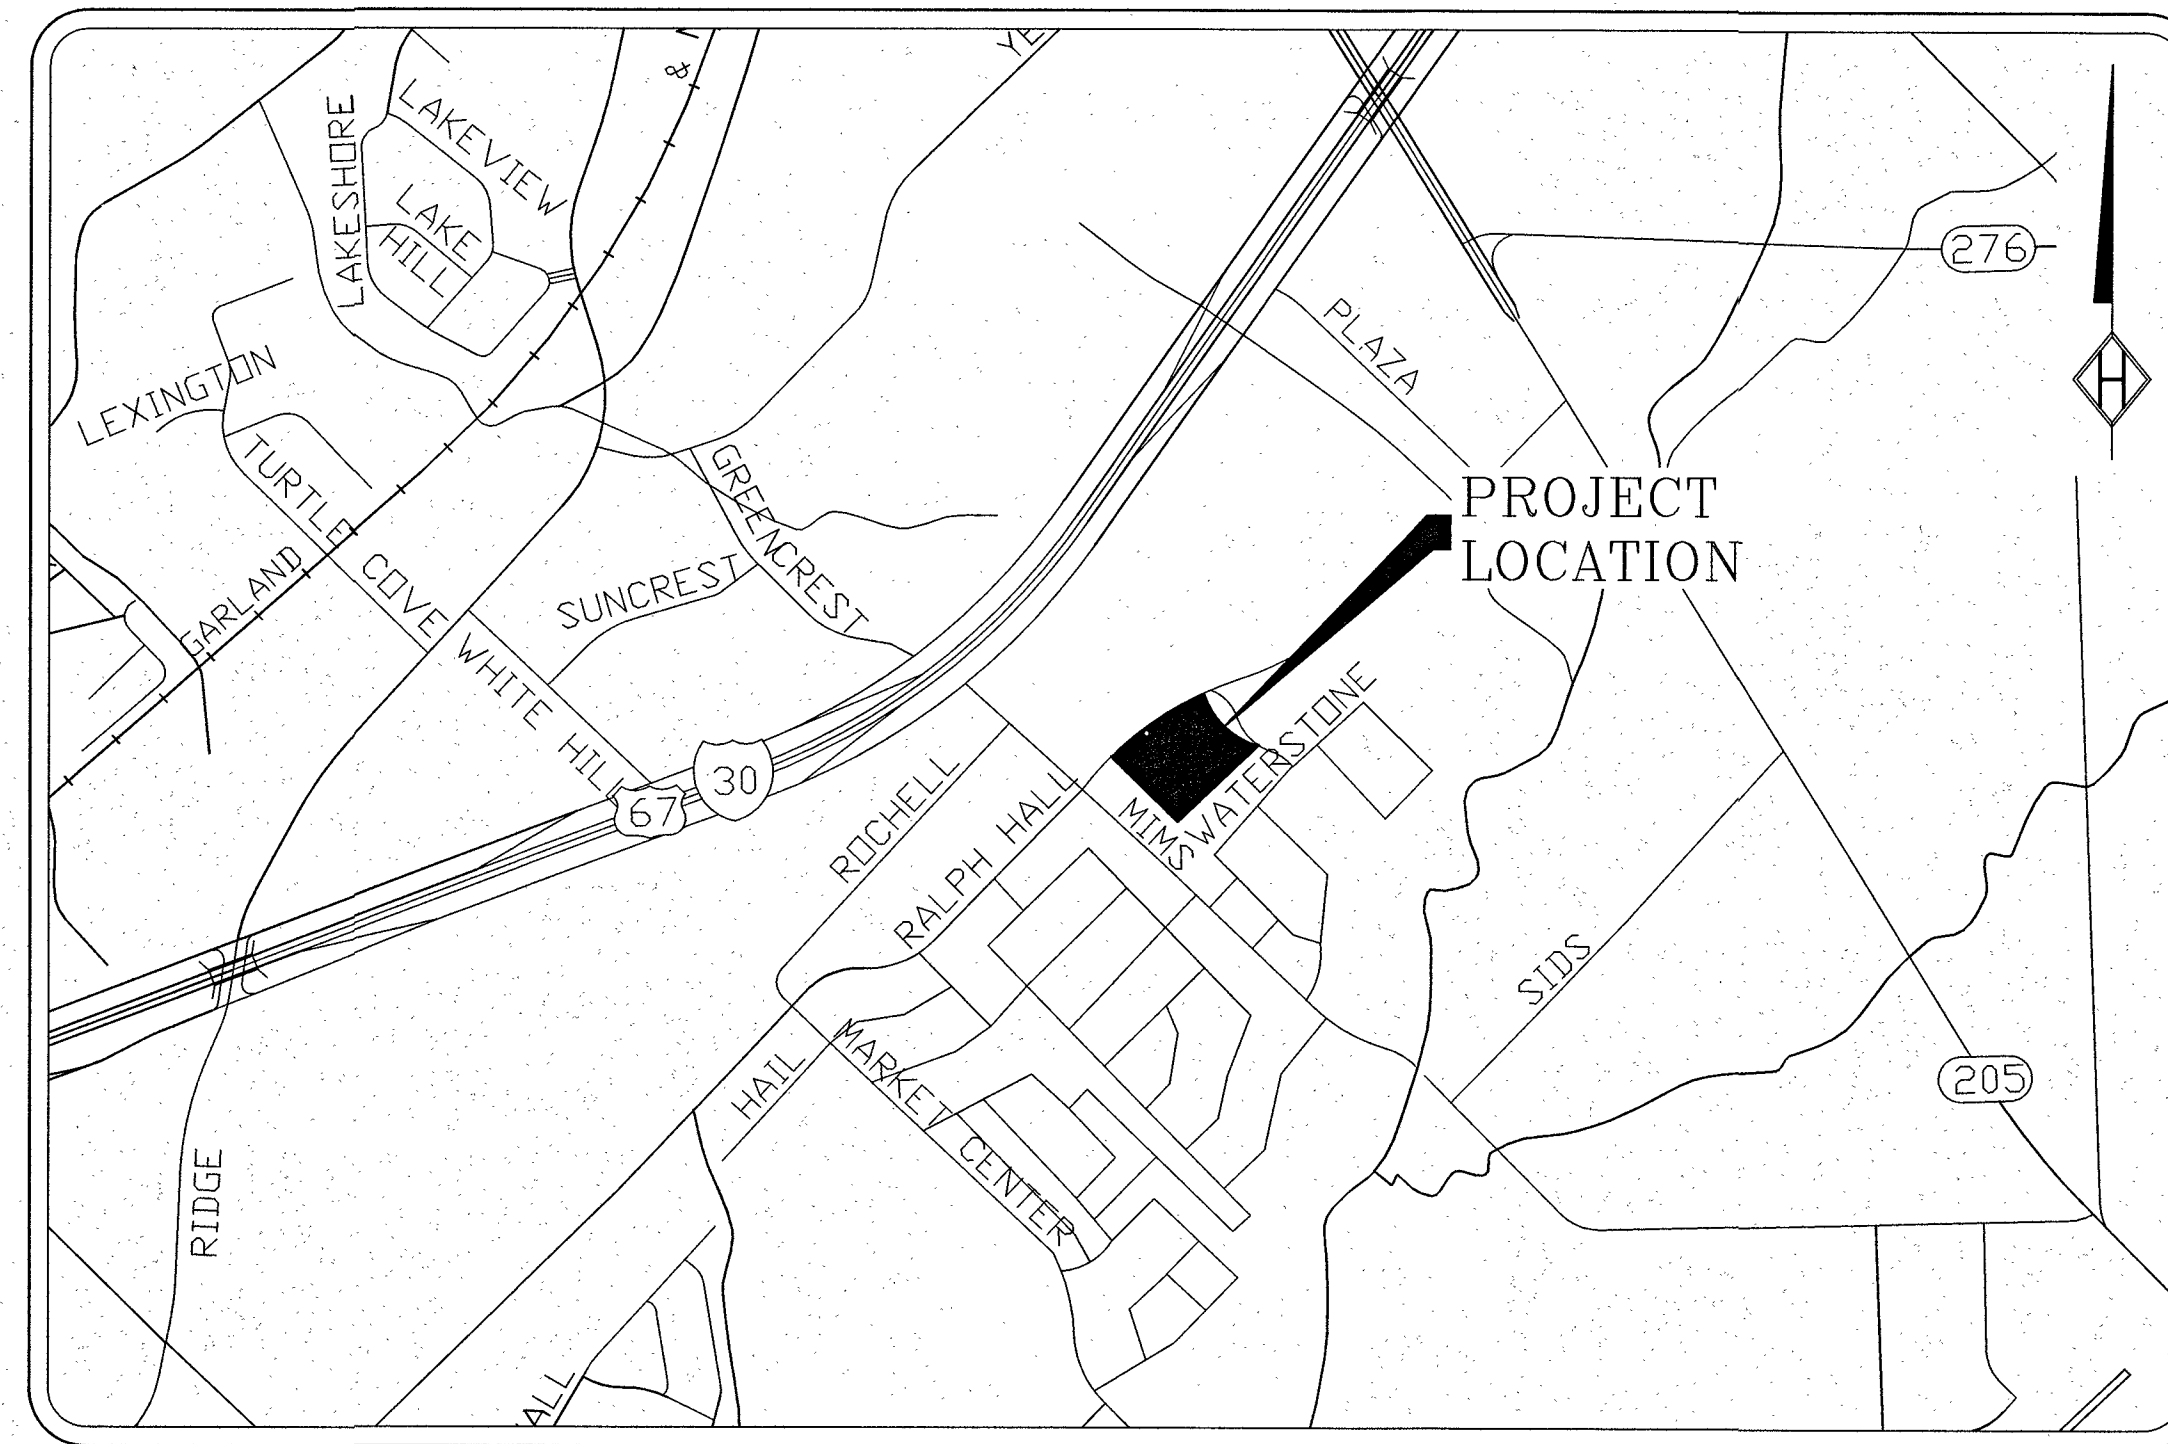 &
LAKESHORE
LAKEVIEW
LAKE
HILL
276
LEXINGTON
PLAZA
TURTLE COVE
GREENCREST
PROJECT
LOCATION
GARLAND
SUNCREST
WHITE HILL
WATERSTONE
67
30
ROCHELL
RALPH HALL
MIMS
SIDS
HAIL
MARKET CENTER
205
RIDGE
H